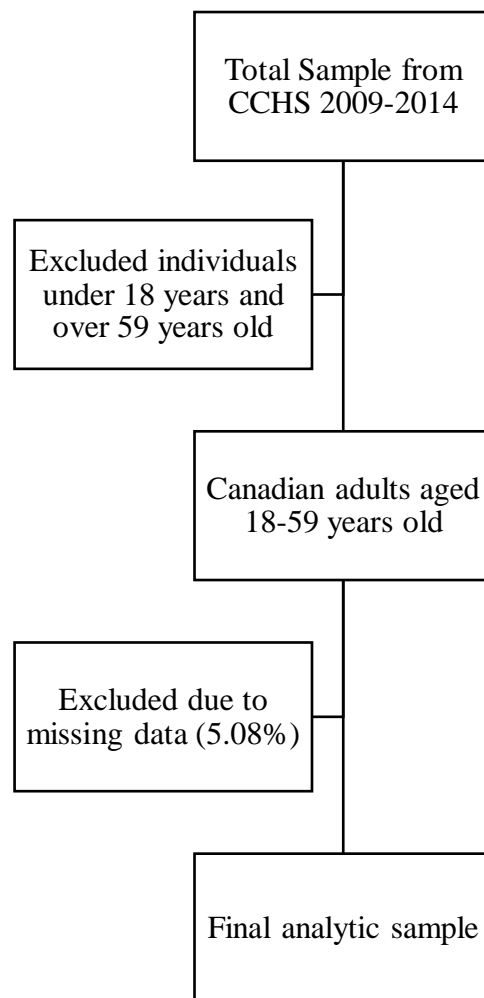 Total Sample from
CCHS 2009-2014
Excluded individuals
under 18 years and
over 59 years old
Canadian adults aged
18-59 years old
Excluded due to
missing data (5.08%)
Final analytic sample